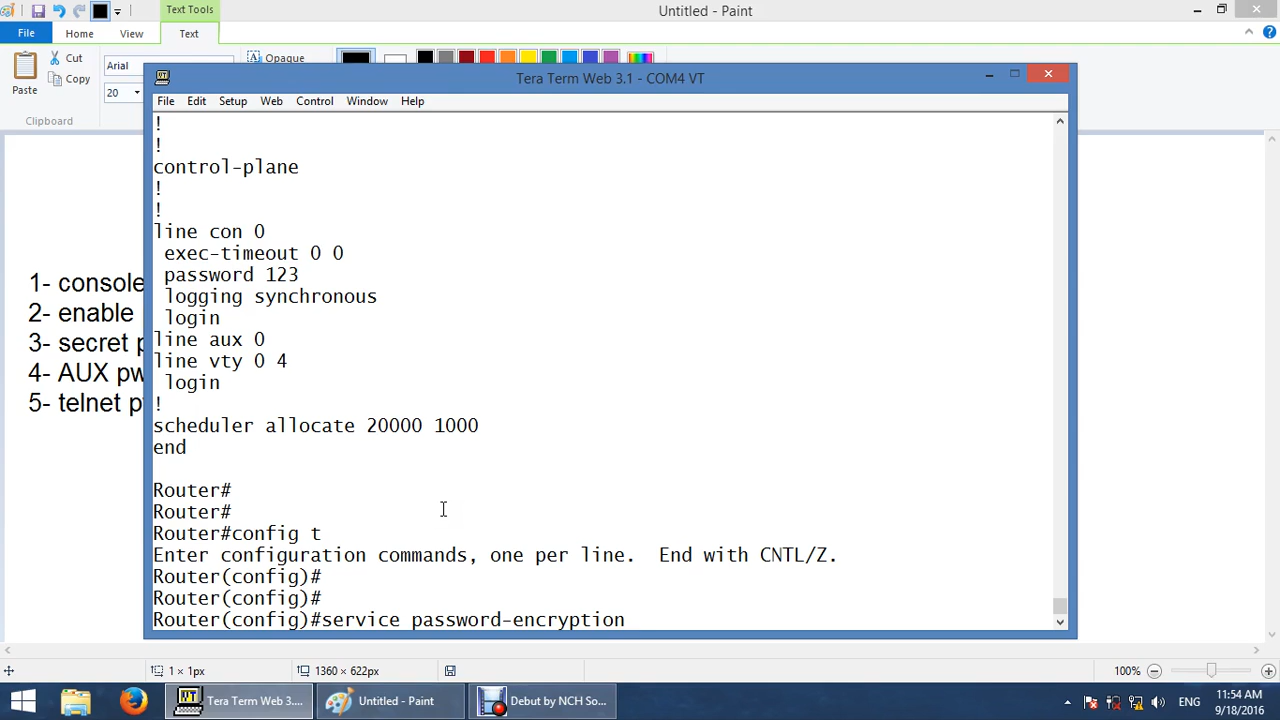 Text Tools
Untitled - Paint
File
Home
View
Text
Paste
Cut
Copy
Clipboard
Arial
20
Opaque
Tera Term Web 3.1 - COM4 VT
File Edit Setup Web Control Window Help
!
!
control-plane
!
!
line con 0
exec-timeout 0 0
password 123
logging synchronous
login
line aux 0
line vty 0 4
login
!
scheduler allocate 20000 1000
end
Router#
Router#
Router#config t
Enter configuration commands, one per line. End with CNTL/Z.
Router(config)#
Router(config)#
Router(config)#service password-encryption
1- console
2- enable
3- secret
4- AUX
5- telnet
1 × 1px
1360 × 622px
100%
Tera Term Web 3....
Untitled - Paint
Debut by NCH So...
ENG
11:54 AM
9/18/2016